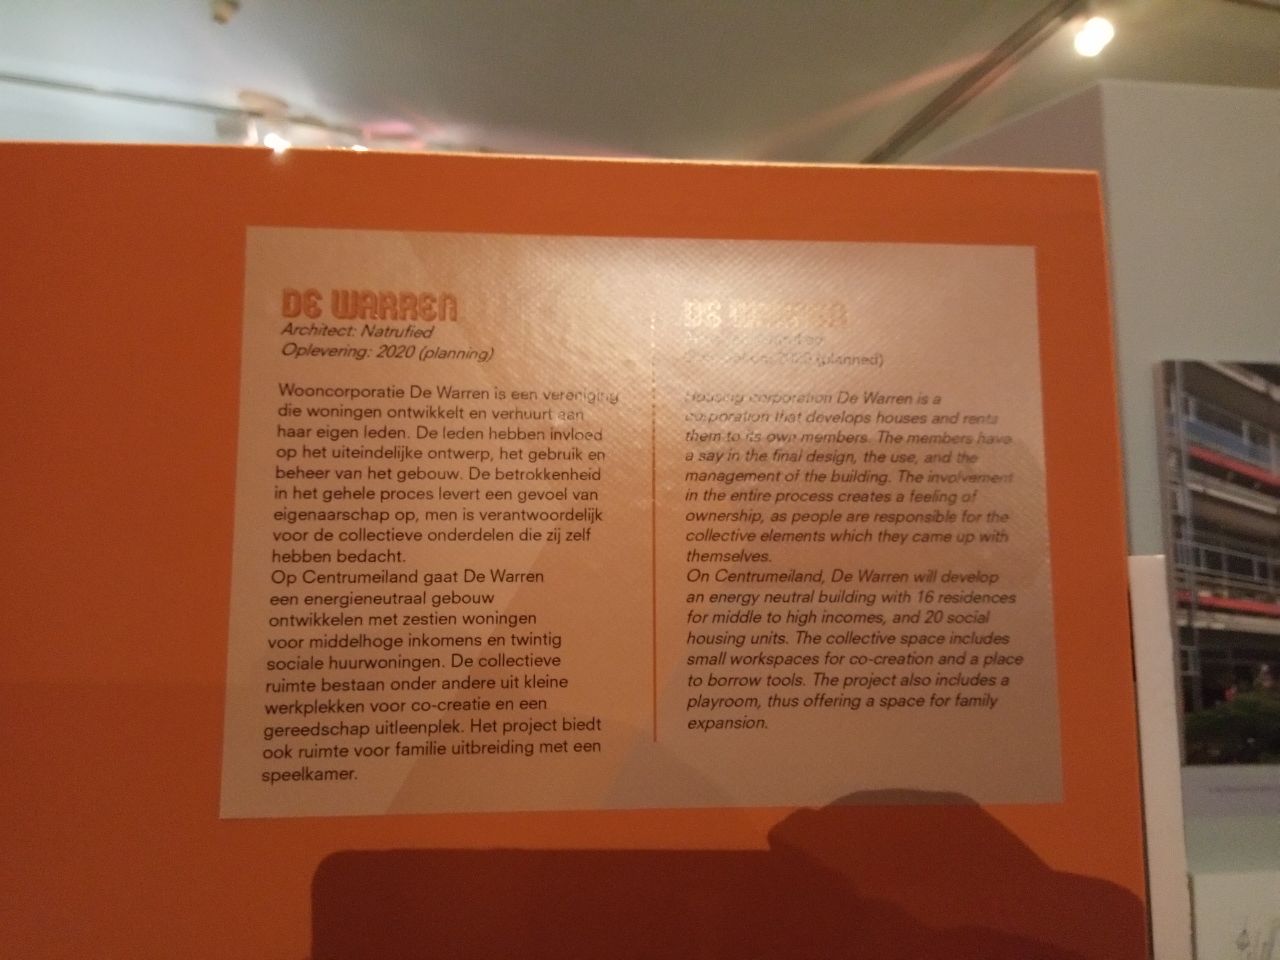 DE WARREN
Architect: Natrufied
Oplevering: 2020 (planning)
Wooncorporatie De Warren is een vereniging
die woningen ontwikkelt en verhuurt aan
haar eigen leden. De leden hebben invloed
op het uiteindelijke ontwerp, het gebruik en
beheer van het gebouw. De betrokkenheid
in het gehele proces levert een gevoel van
eigenaarschap op, men is verantwoordelijk
voor de collectieve onderdelen die zij zelf
hebben bedacht.
Op Centrumeiland gaat De Warren
een energieneutraal gebouw
ontwikkelen met zestien woningen
voor middelhoge inkomens en twintig
sociale huurwoningen. De collectieve
ruimte bestaan onder andere uit kleine
werkplekken voor co-creatie en een
gereedschap uitleenplek. Het project biedt
ook ruimte voor familie uitbreiding met een
speelkamer.
DE WARREN
2020 (planned)
Housing corporation De Warren is a
corporation that develops houses and rents
them to its own members. The members have
a say in the final design, the use, and the
management of the building. The involvement
in the entire process creates a feeling of
ownership, as people are responsible for the
collective elements which they came up with
themselves.
On Centrumeiland, De Warren will develop
an energy neutral building with 16 residences
for middle to high incomes, and 20 social
housing units. The collective space includes
small workspaces for co-creation and a place
to borrow tools. The project also includes a
playroom, thus offering a space for family
expansion.